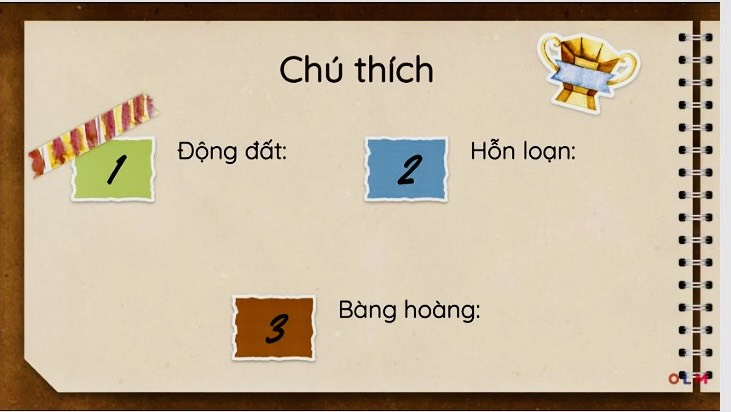 Chú thích
1
Động đất:
2
Hỗn loạn:
3
Bàng hoàng:
OLM